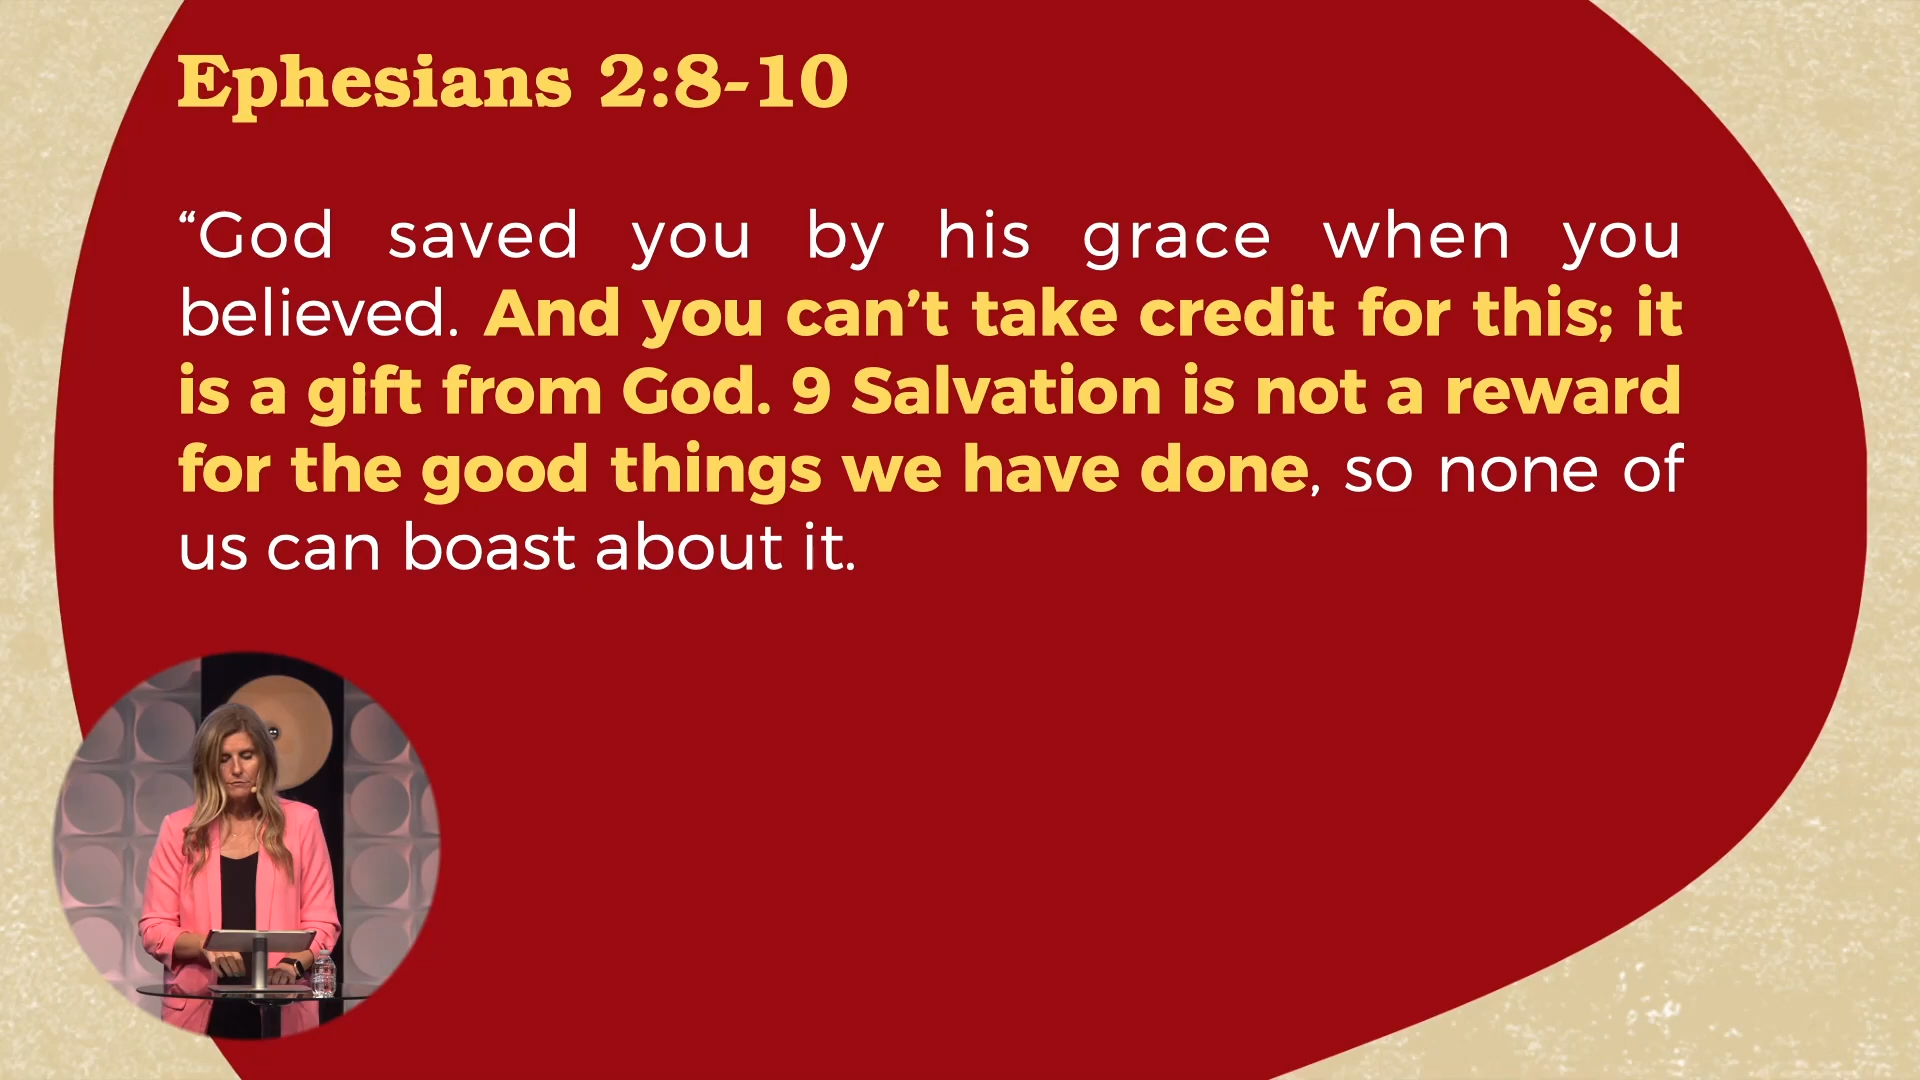 Ephesians 2:8-10
“God saved you by his grace when you
believed. And you can’t take credit for this; it
is a gift from God. 9 Salvation is not a reward
for the good things we have done, so none of
us can boast about it.